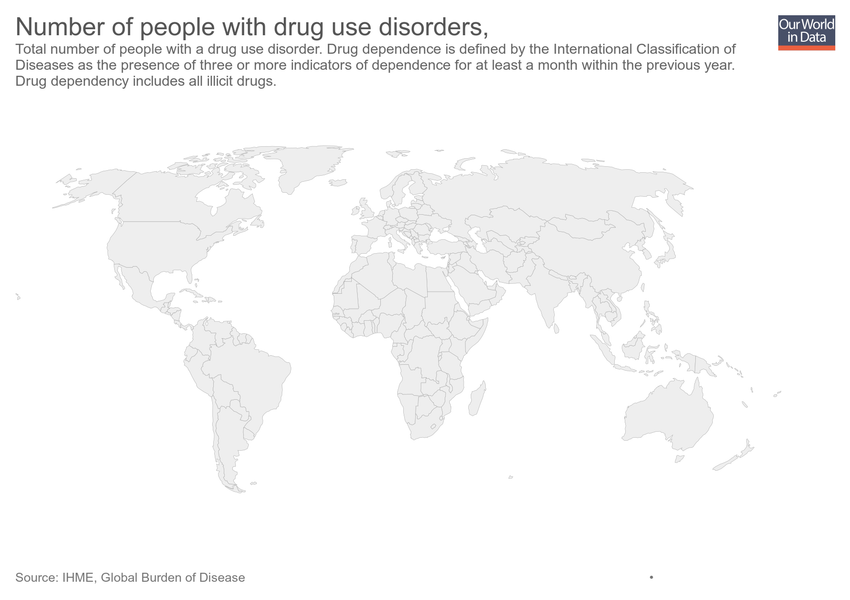 Number of people with drug use disorders,
Our World
in Data
Total number of people with a drug use disorder. Drug dependence is defined by the International Classification of
Diseases as the presence of three or more indicators of dependence for at least a month within the previous year.
Drug dependency includes all illicit drugs.
Source: IHME, Global Burden of Disease
•